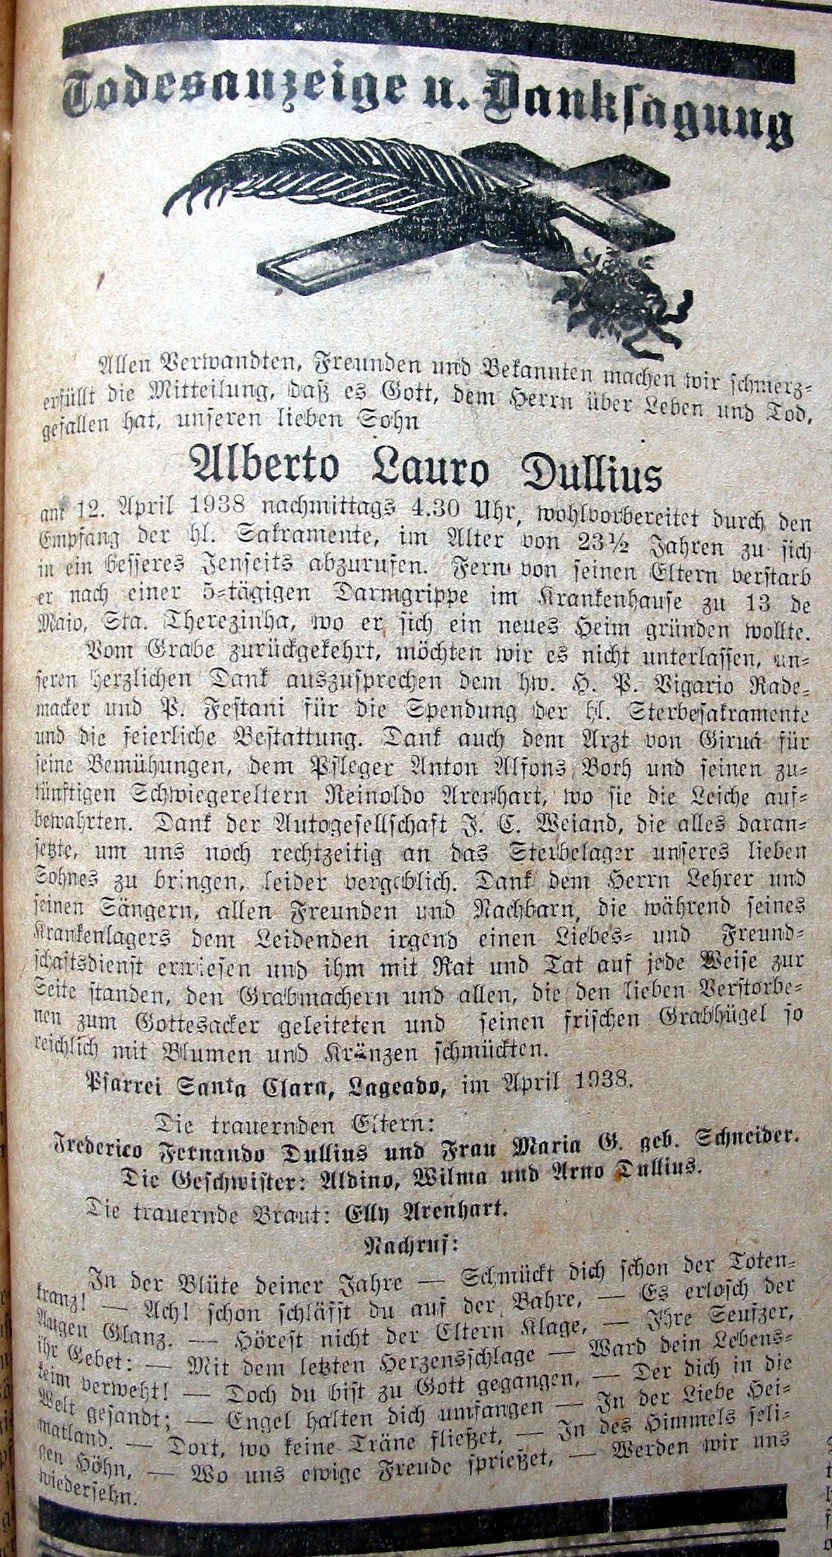 Todesanzeige u. Danksagung
Allen Verwandten, Freunden und Bekannten machen wir schmerz-
erfüllt die Mitteilung, daß es Gott, dem Herrn über Leben und Tod,
gefallen hat, unseren lieben Sohn
Alberto Lauro Dullius
am 12. April 1938 nachmittags 4.30 Uhr, wohlvorbereitet durch den
Empfang der hl. Sakramente, im Alter von 23½ Jahren zu sich
in ein besseres Jenseits abzurufen. Fern von seinen Eltern verstarb
er nach einer 5-tägigen Darmgrippe im Krankenhause zu 13 de
Maio, Sta. Therezinha, wo er sich ein neues Heim gründen wollte.
Vom Grabe zurückgekehrt, möchten wir es nicht unterlassen, un-
seren herzlichen Dank auszusprechen dem hw. H. P. Vigario Rade-
macker und P. Festani für die Spendung der hl. Sterbesakramente
und die feierliche Bestattung. Dank auch dem Arzt von Giruá für
seine Bemühungen, dem Pfleger Anton Alfons Both und seinen zu-
künftigen Schwiegereltern Reinoldo Arenhart, wo sie die Leiche auf-
bewahrten. Dank der Autogesellschaft J. C. Weiand, die alles daran-
setzte, um uns noch rechtzeitig an das Sterbelager unseres lieben
Sohnes zu bringen, leider vergeblich. Dank dem Herrn Lehrer und
seinen Sängern, allen Freunden und Nachbarn, die während seines
Krankenlagers dem Leidenden irgend einen Liebes- und Freund-
schaftsdienst erwiesen und ihm mit Rat und Tat auf jede Weise zur
Seite standen, den Grabmachern und allen, die den lieben Verstorbe-
nen zum Gottesacker geleiteten und seinen frischen Grabhügel so
reichlich mit Blumen und Kränzen schmückten.
Pfarrei Santa Clara, Lageado, im April 1938.
Die trauernden Eltern:
Frederico Fernando Dullius und Frau Maria G. geb. Schneider.
Die Geschwister: Aldino, Wilma und Arno Dullius.
Die trauernde Braut: Elly Arenhart.
Nachruf:
In der Blüte deiner Jahre — Schmückt dich schon der Toten-
kranz! — Ach! schon schläfst du auf der Bahre, — Es erlosch der
Augen Glanz. — Hörest nicht der Eltern Klage, — Ihre Seufzer,
ihr Gebet: — Mit dem letzten Herzensschlage — Ward dein Lebens-
keim verweht! — Doch du bist zu Gott gegangen, — Der dich in die
Welt gesandt; — Engel halten dich umfangen — In der Liebe Hei-
matland. — Dort, wo keine Träne fließet, — In des Himmels seli-
gen Höhn, — Wo uns ewige Freude sprießet, — Werden wir uns
wiedersehn.